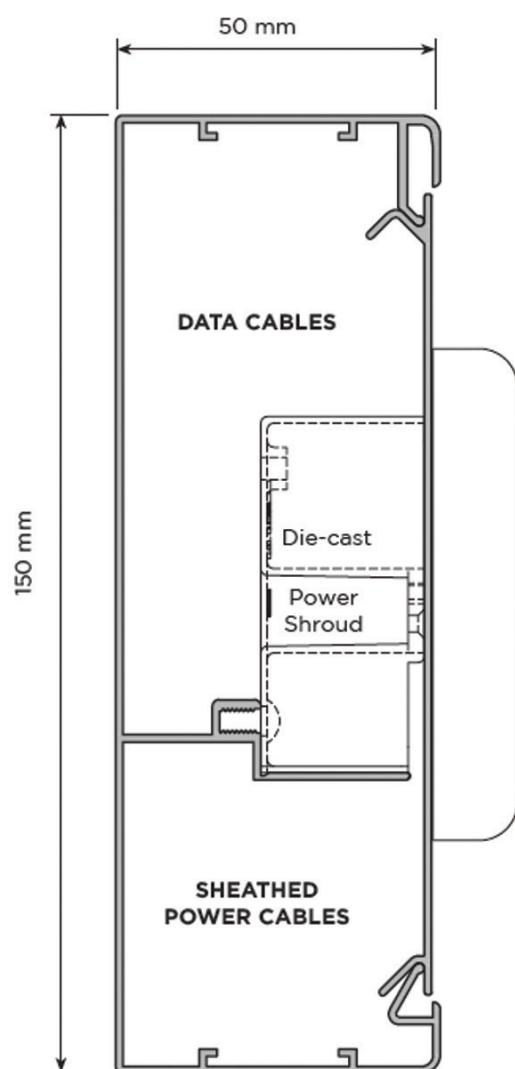 50 mm
DATA CABLES
150 mm
Die-cast
Power
Shroud
SHEATHED
POWER CABLES